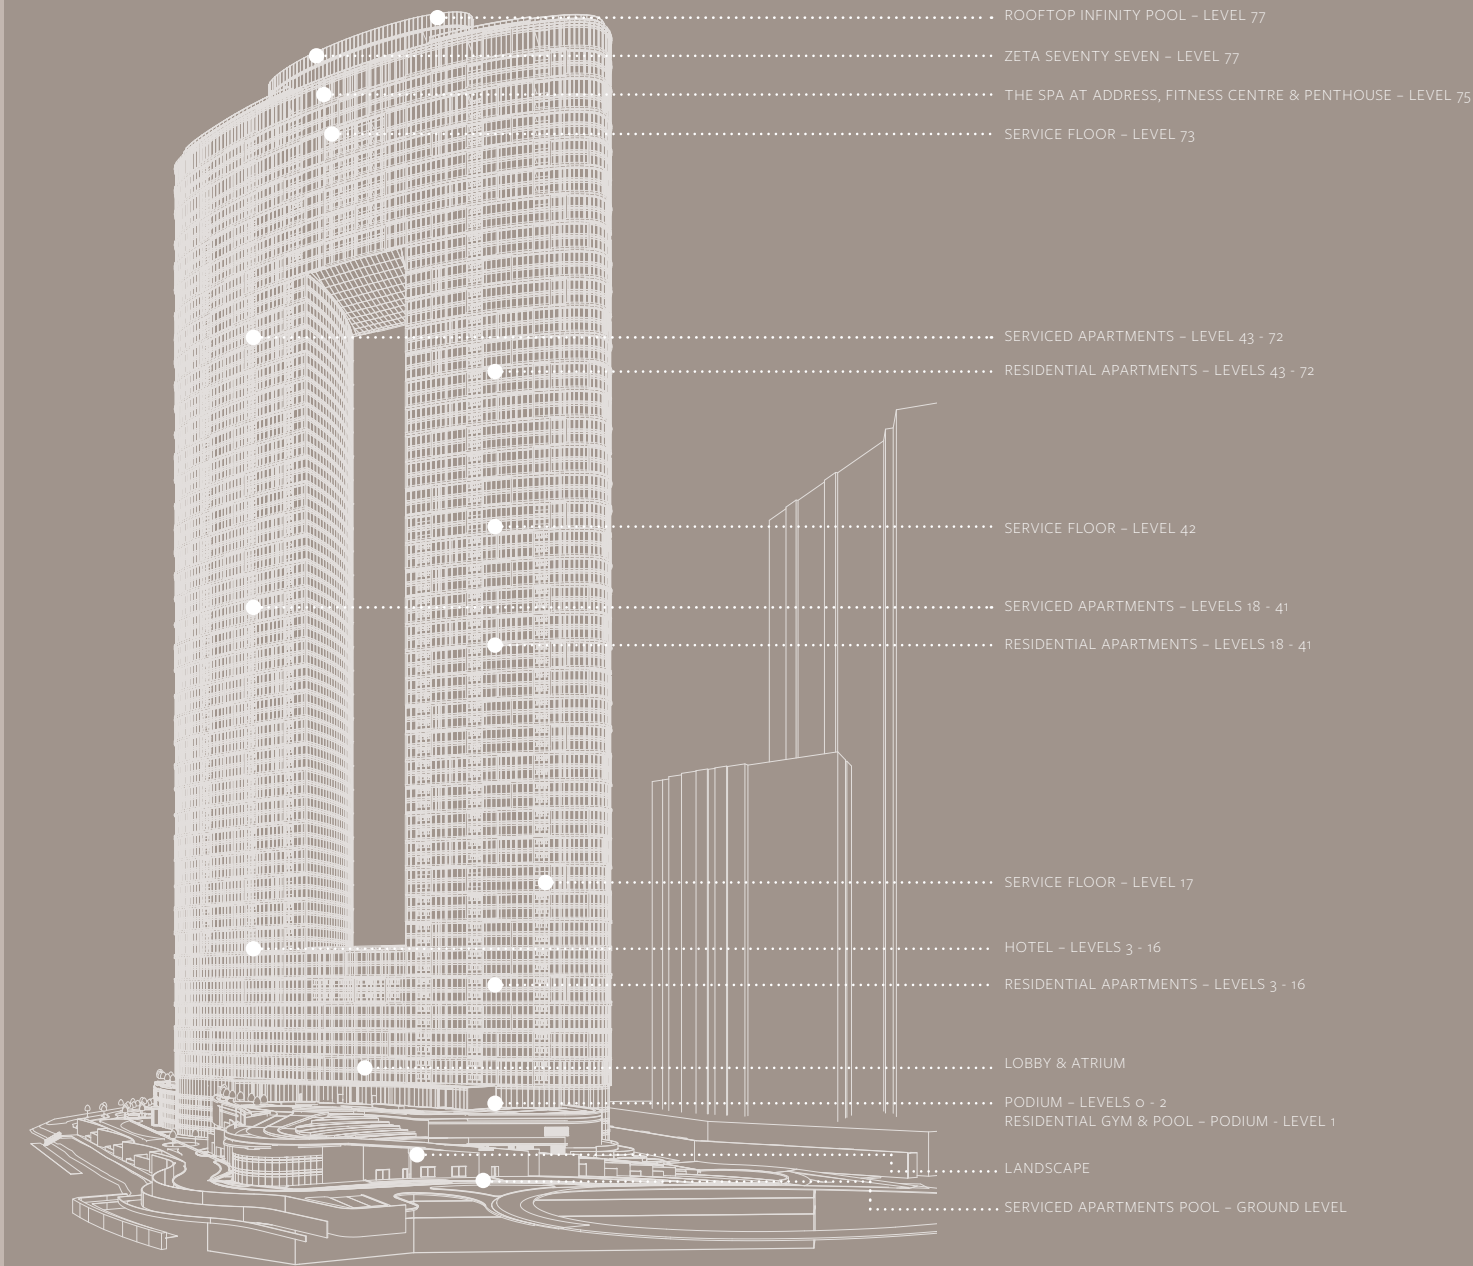 ROOFTOP INFINITY POOL – LEVEL 77
ZETA SEVENTY SEVEN – LEVEL 77
THE SPA AT ADDRESS, FITNESS CENTRE & PENTHOUSE – LEVEL 75
SERVICE FLOOR – LEVEL 73
SERVICED APARTMENTS – LEVEL 43 - 72
RESIDENTIAL APARTMENTS – LEVELS 43 - 72
SERVICE FLOOR – LEVEL 42
SERVICED APARTMENTS – LEVELS 18 - 41
RESIDENTIAL APARTMENTS – LEVELS 18 - 41
SERVICE FLOOR – LEVEL 17
HOTEL – LEVELS 3 - 16
RESIDENTIAL APARTMENTS – LEVELS 3 - 16
LOBBY & ATRIUM
PODIUM – LEVELS 0 - 2
RESIDENTIAL GYM & POOL – PODIUM - LEVEL 1
LANDSCAPE
SERVICED APARTMENTS POOL – GROUND LEVEL